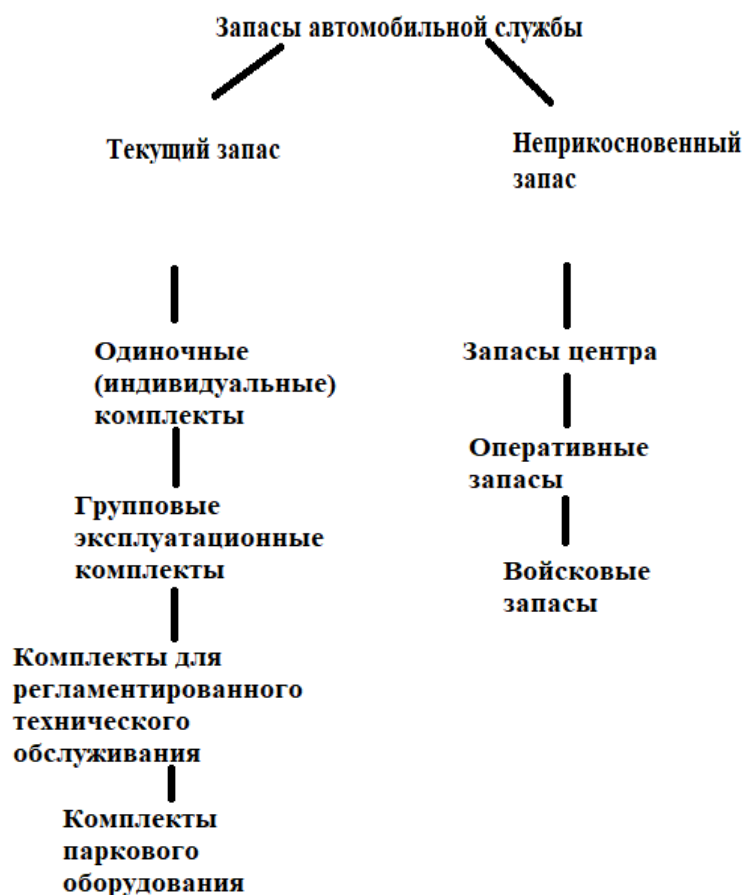 Запасы автомобильной службы
Текущий запас
Неприкосновенный
запас
Одиночные
(индивидуальные)
комплекты
Групповые
эксплуатационные
комплекты
Комплекты для
регламентированного
технического
обслуживания
Комплекты
паркового
оборудования
Запасы центра
Оперативные
запасы
Войсковые
запасы